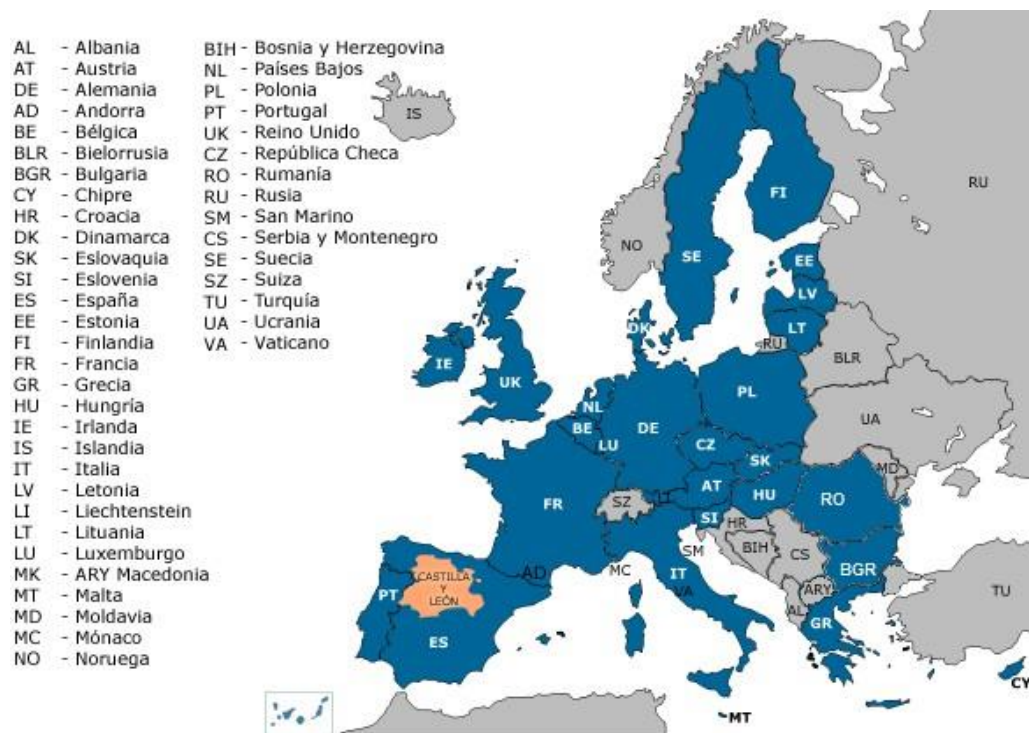 AL - Albania
AT - Austria
DE - Alemania
AD - Andorra
BE - Bélgica
BLR - Bielorrusia
BGR - Bulgaria
CY - Chipre
HR - Croacia
DK - Dinamarca
SK - Eslovaquia
SI - Eslovenia
ES - España
EE - Estonia
FI - Finlandia
FR - Francia
GR - Grecia
HU - Hungría
IE - Irlanda
IS - Islandia
IT - Italia
LV - Letonia
LI - Liechtenstein
LT - Lituania
LU - Luxemburgo
MK - ARY Macedonia
MT - Malta
MD - Moldavia
MC - Mónaco
NO - Noruega
BIH - Bosnia y Herzegovina
NL - Países Bajos
PL - Polonia
PT - Portugal
UK - Reino Unido
CZ - República Checa
RO - Rumanía
RU - Rusia
SM - San Marino
CS - Serbia y Montenegro
SE - Suecia
SZ - Suiza
TU - Turquía
UA - Ucrania
VA - Vaticano
IS
RU
FI
NO
SE
EE
LV
LT
DK
RU
BLR
IE
UK
NL
PL
BE
DE
UA
LU
CZ
SK
MD
AT
HU
RO
FR
SZ
SI
HR
SM
BIH
CS
MC
AD
IT
BGR
CASTILLA
Y
LEÓN
PT
VA
ARY
TU
AL
GR
ES
CY
MT